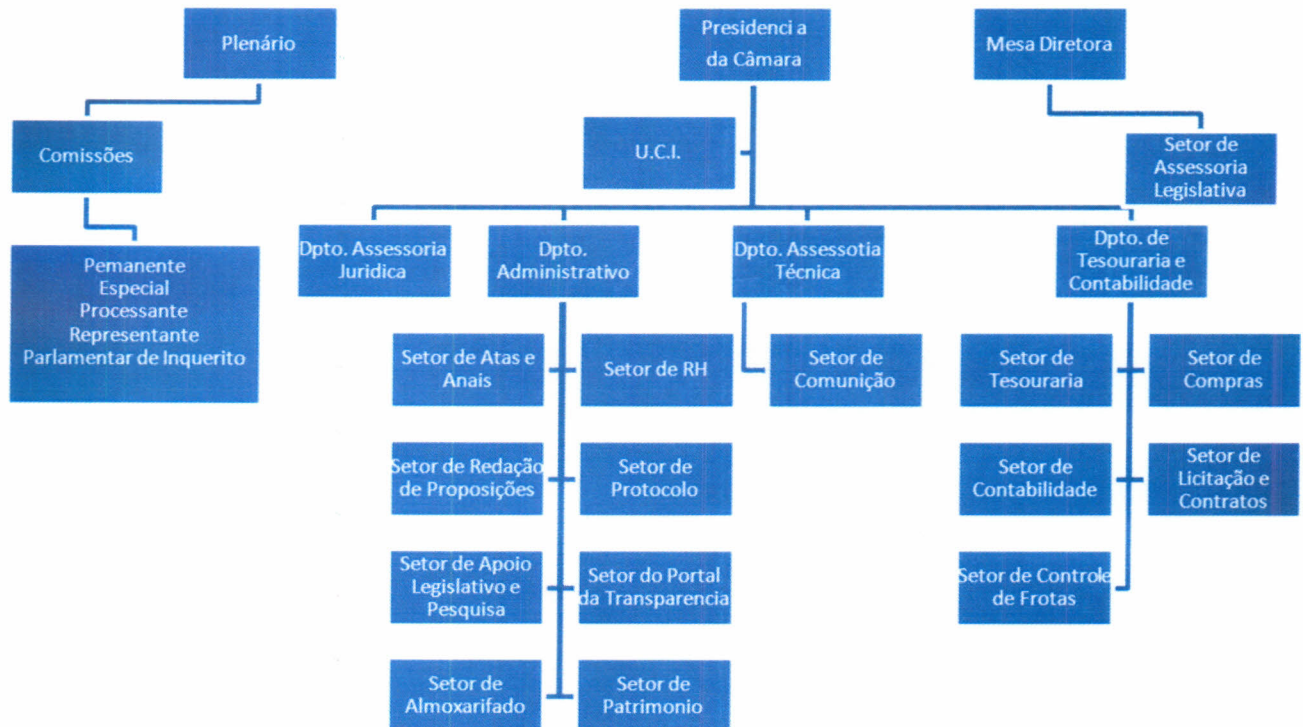 Plenário
Presidenci a
da Câmara
Mesa Diretora
Comissões
U.C.I.
Setor de
Assessoria
Legislativa
Pemanente
Especial
Processante
Representante
Parlamentar de Inquerito
Dpto. Assessoria
Juridica
Dpto.
Administrativo
Dpto. Assessotia
Técnica
Dpto. de
Tesouraria e
Contabilidade
Setor de Atas e
Anais
Setor de RH
Setor de
Comunição
Setor de
Tesouraria
Setor de
Compras
Setor de Redação
de Proposições
Setor de
Protocolo
Setor de
Contabilidade
Setor de
Licitação e
Contratos
Setor de Apoio
Legislativo e
Pesquisa
Setor do Portal
da Transparencia
Setor de Controle
de Frotas
Setor de
Almoxarifado
Setor de
Patrimonio